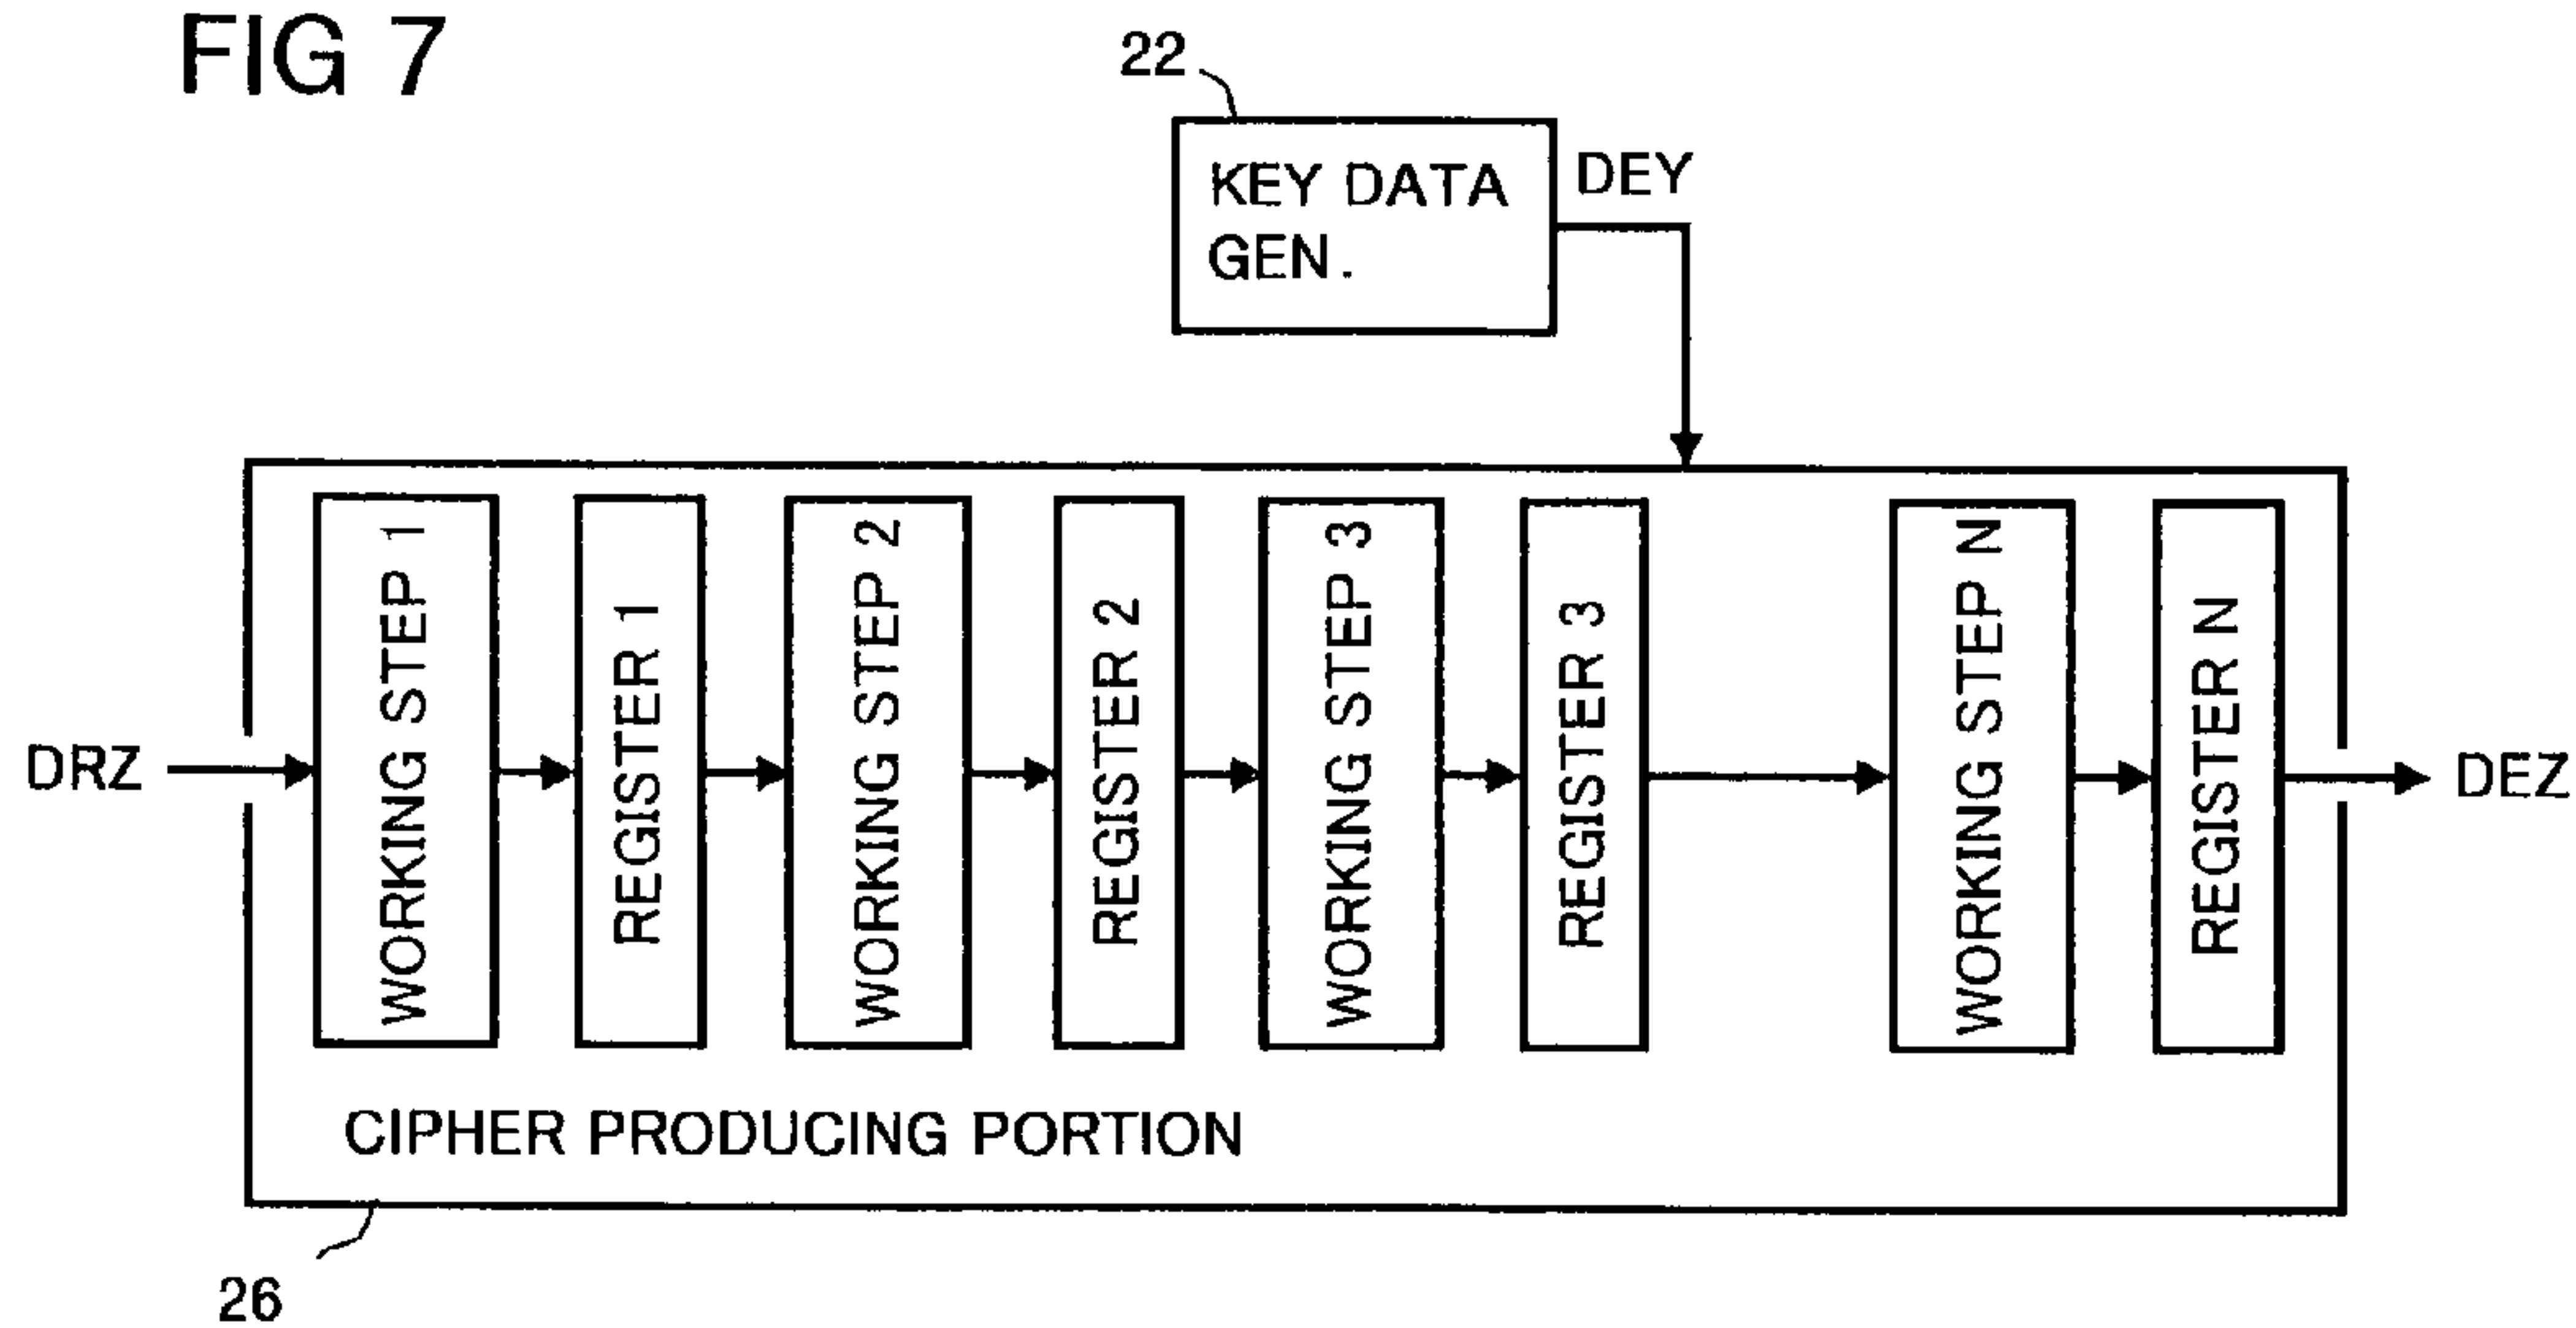 FIG 7
22
KEY DATA
GEN.
DEY
DRZ
WORKING STEP 1
REGISTER 1
WORKING STEP 2
REGISTER 2
WORKING STEP 3
REGISTER 3
WORKING STEP N
REGISTER N
DEZ
CIPHER PRODUCING PORTION
26